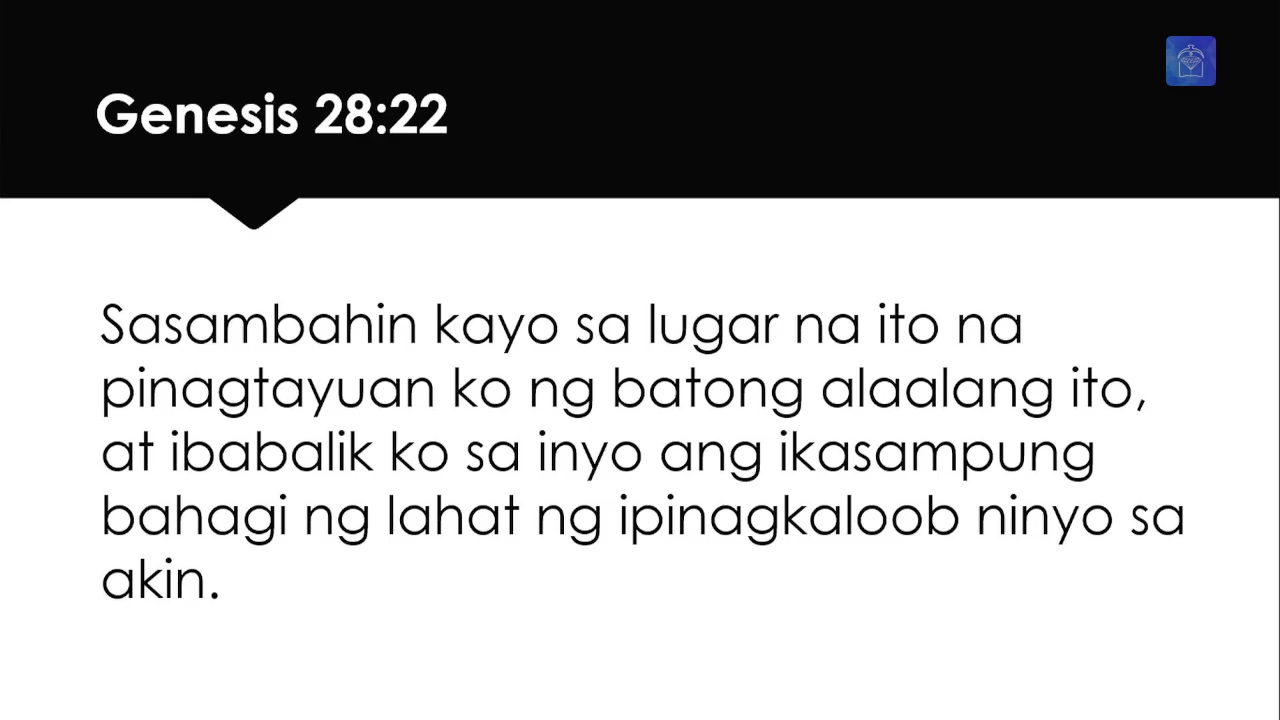 Genesis 28:22
Sasambahin kayo sa lugar na ito na
pinagtayuan ko ng batong alaalang ito,
at ibabalik ko sa inyo ang ikasampung
bahagi ng lahat ng ipinagkaloob ninyo sa
akin.